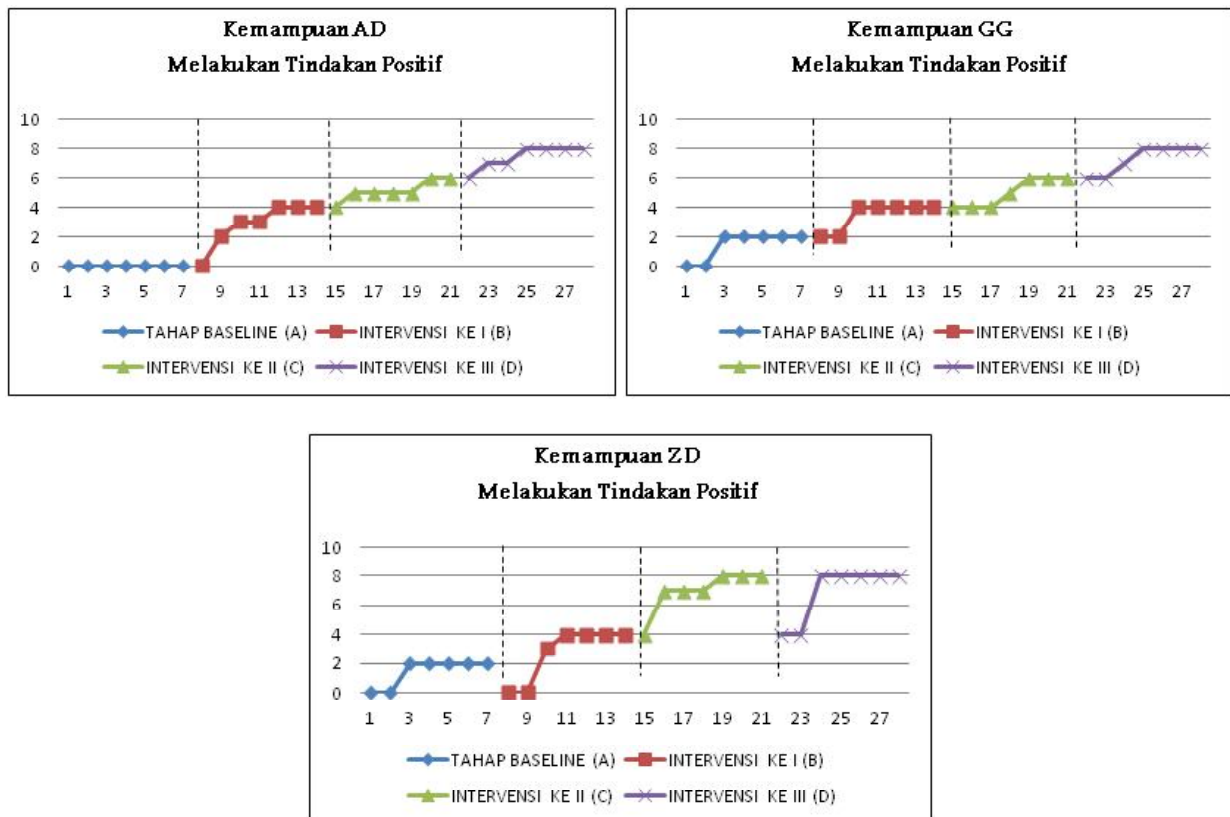 Kemampuan AD
Melakukan Tindakan Positif
10
8
6
4
2
0
1 3 5 7 9 11 13 15 17 19 21 23 25 27
TAHAP BASELINE (A) INTERVENSI KE I (B)
INTERVENSI KE II (C) INTERVENSI KE III (D)
Kemampuan GG
Melakukan Tindakan Positif
10
8
6
4
2
0
1 3 5 7 9 11 13 15 17 19 21 23 25 27
TAHAP BASELINE (A) INTERVENSI KE I (B)
INTERVENSI KE II (C) INTERVENSI KE III (D)
Kemampuan ZD
Melakukan Tindakan Positif
10
8
6
4
2
0
1 3 5 7 9 11 13 15 17 19 21 23 25 27
TAHAP BASELINE (A) INTERVENSI KE I (B)
INTERVENSI KE II (C) INTERVENSI KE III (D)